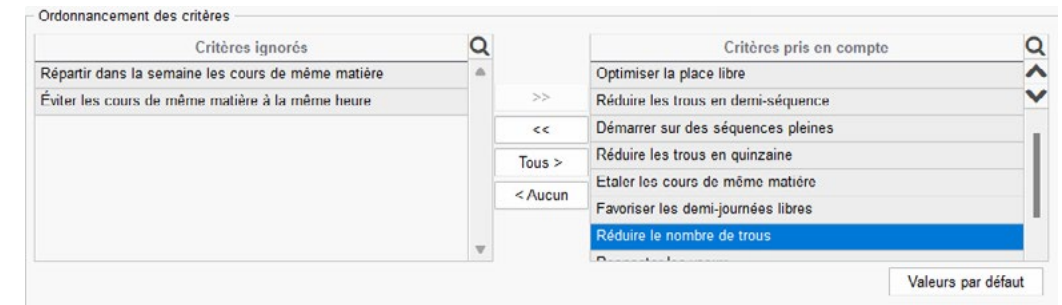 Ordonnancement des critères
Critères ignorés
Répartir dans la semaine les cours de même matière
Éviter les cours de même matière à la même heure
>>
<<
Tous >
< Aucun
Critères pris en compte
Optimiser la place libre
Réduire les trous en demi-séquence
Démarrer sur des séquences pleines
Réduire les trous en quinzaine
Etaler les cours de même matière
Favoriser les demi-journées libres
Réduire le nombre de trous
Valeurs par défaut